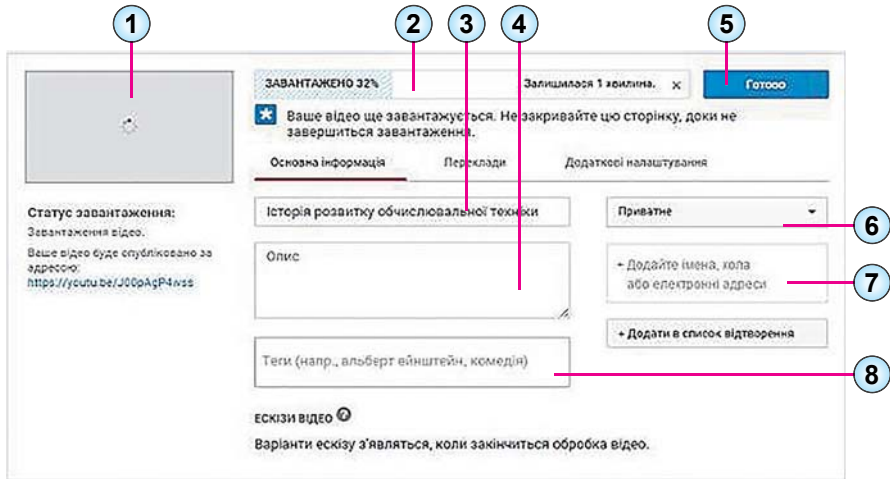 1
2
3
4
5
ЗАВАНТАЖЕНО 32%
Залишилася 1 хвилина.
×
Готово
Ваше відео ще завантажується. Не закривайте цю сторінку, доки не
завершиться завантаження.
Основна інформація
Переклади
Додаткові налаштування
Статус завантаження:
Завантаження відео.
Ваше відео буде опубліковано за
адресою:
https://youtu.be/J00pAgP4wss
Історія розвитку обчислювальної техніки
Приватне
6
Опис
+ Додайте імена, кола
або електронні адреси
7
+ Додати в список відтворення
Теги (напр., альберт ейнштейн, комедія)
8
ЕСКІЗИ ВІДЕО ?
Варіанти ескізу з'являться, коли закінчиться обробка відео.